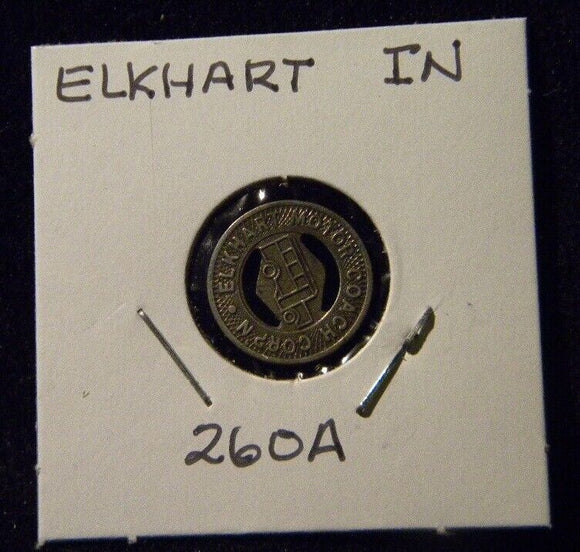 ELKHART IN
ELKHART MOTOR COACH CORP'N
260A